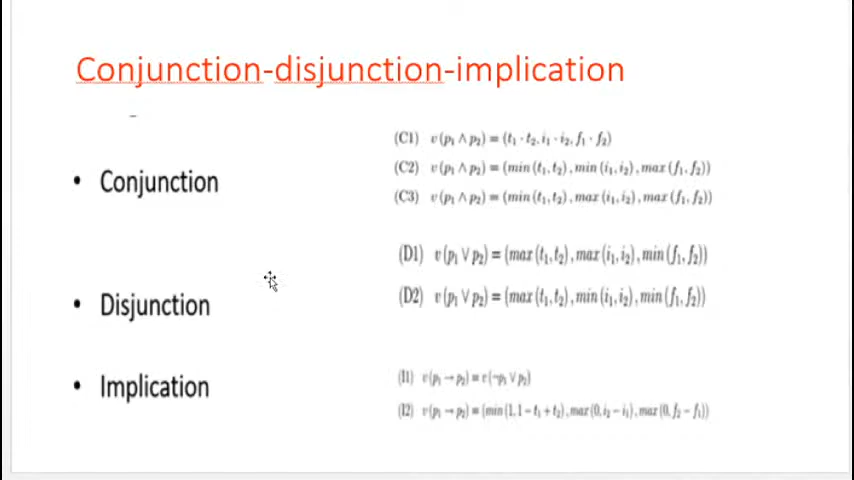 Conjunction-disjunction-implication
• Conjunction
(C1) v(p₁ ∧ p₂) = (t₁ · t₂, i₁ · i₂, f₁ · f₂)
(C2) v(p₁ ∧ p₂) = (min(t₁, t₂), min(i₁, i₂), max(f₁, f₂))
(C3) v(p₁ ∧ p₂) = (min(t₁, t₂), max(i₁, i₂), max(f₁, f₂))
• Disjunction
(D1) v(p₁ ∨ p₂) = (max(t₁, t₂), max(i₁, i₂), min(f₁, f₂))
(D2) v(p₁ ∨ p₂) = (max(t₁, t₂), min(i₁, i₂), min(f₁, f₂))
• Implication
(I1) v(p₁ → p₂) = v(¬p₁ ∨ p₂)
(I2) v(p₁ → p₂) = (min(1, 1 − t₁ + t₂), max(0, i₂ − i₁), max(0, f₂ − f₁))